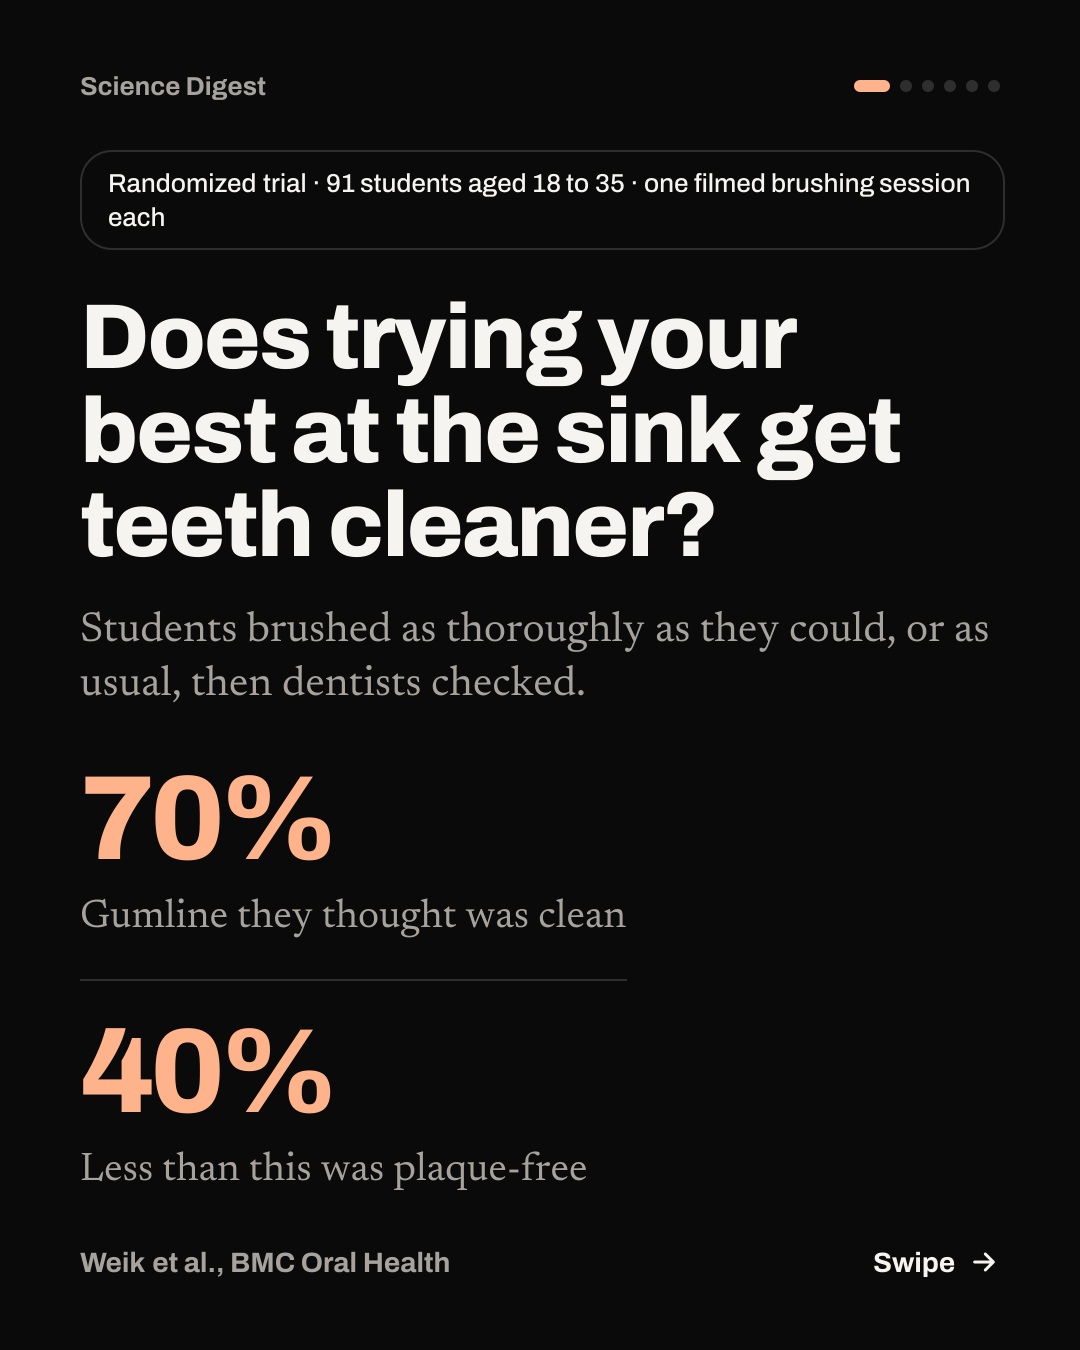 Science Digest
Randomized trial · 91 students aged 18 to 35 · one filmed brushing session
each
Does trying your
best at the sink get
teeth cleaner?
Students brushed as thoroughly as they could, or as
usual, then dentists checked.
70%
Gumline they thought was clean
40%
Less than this was plaque-free
Weik et al., BMC Oral Health
Swipe →